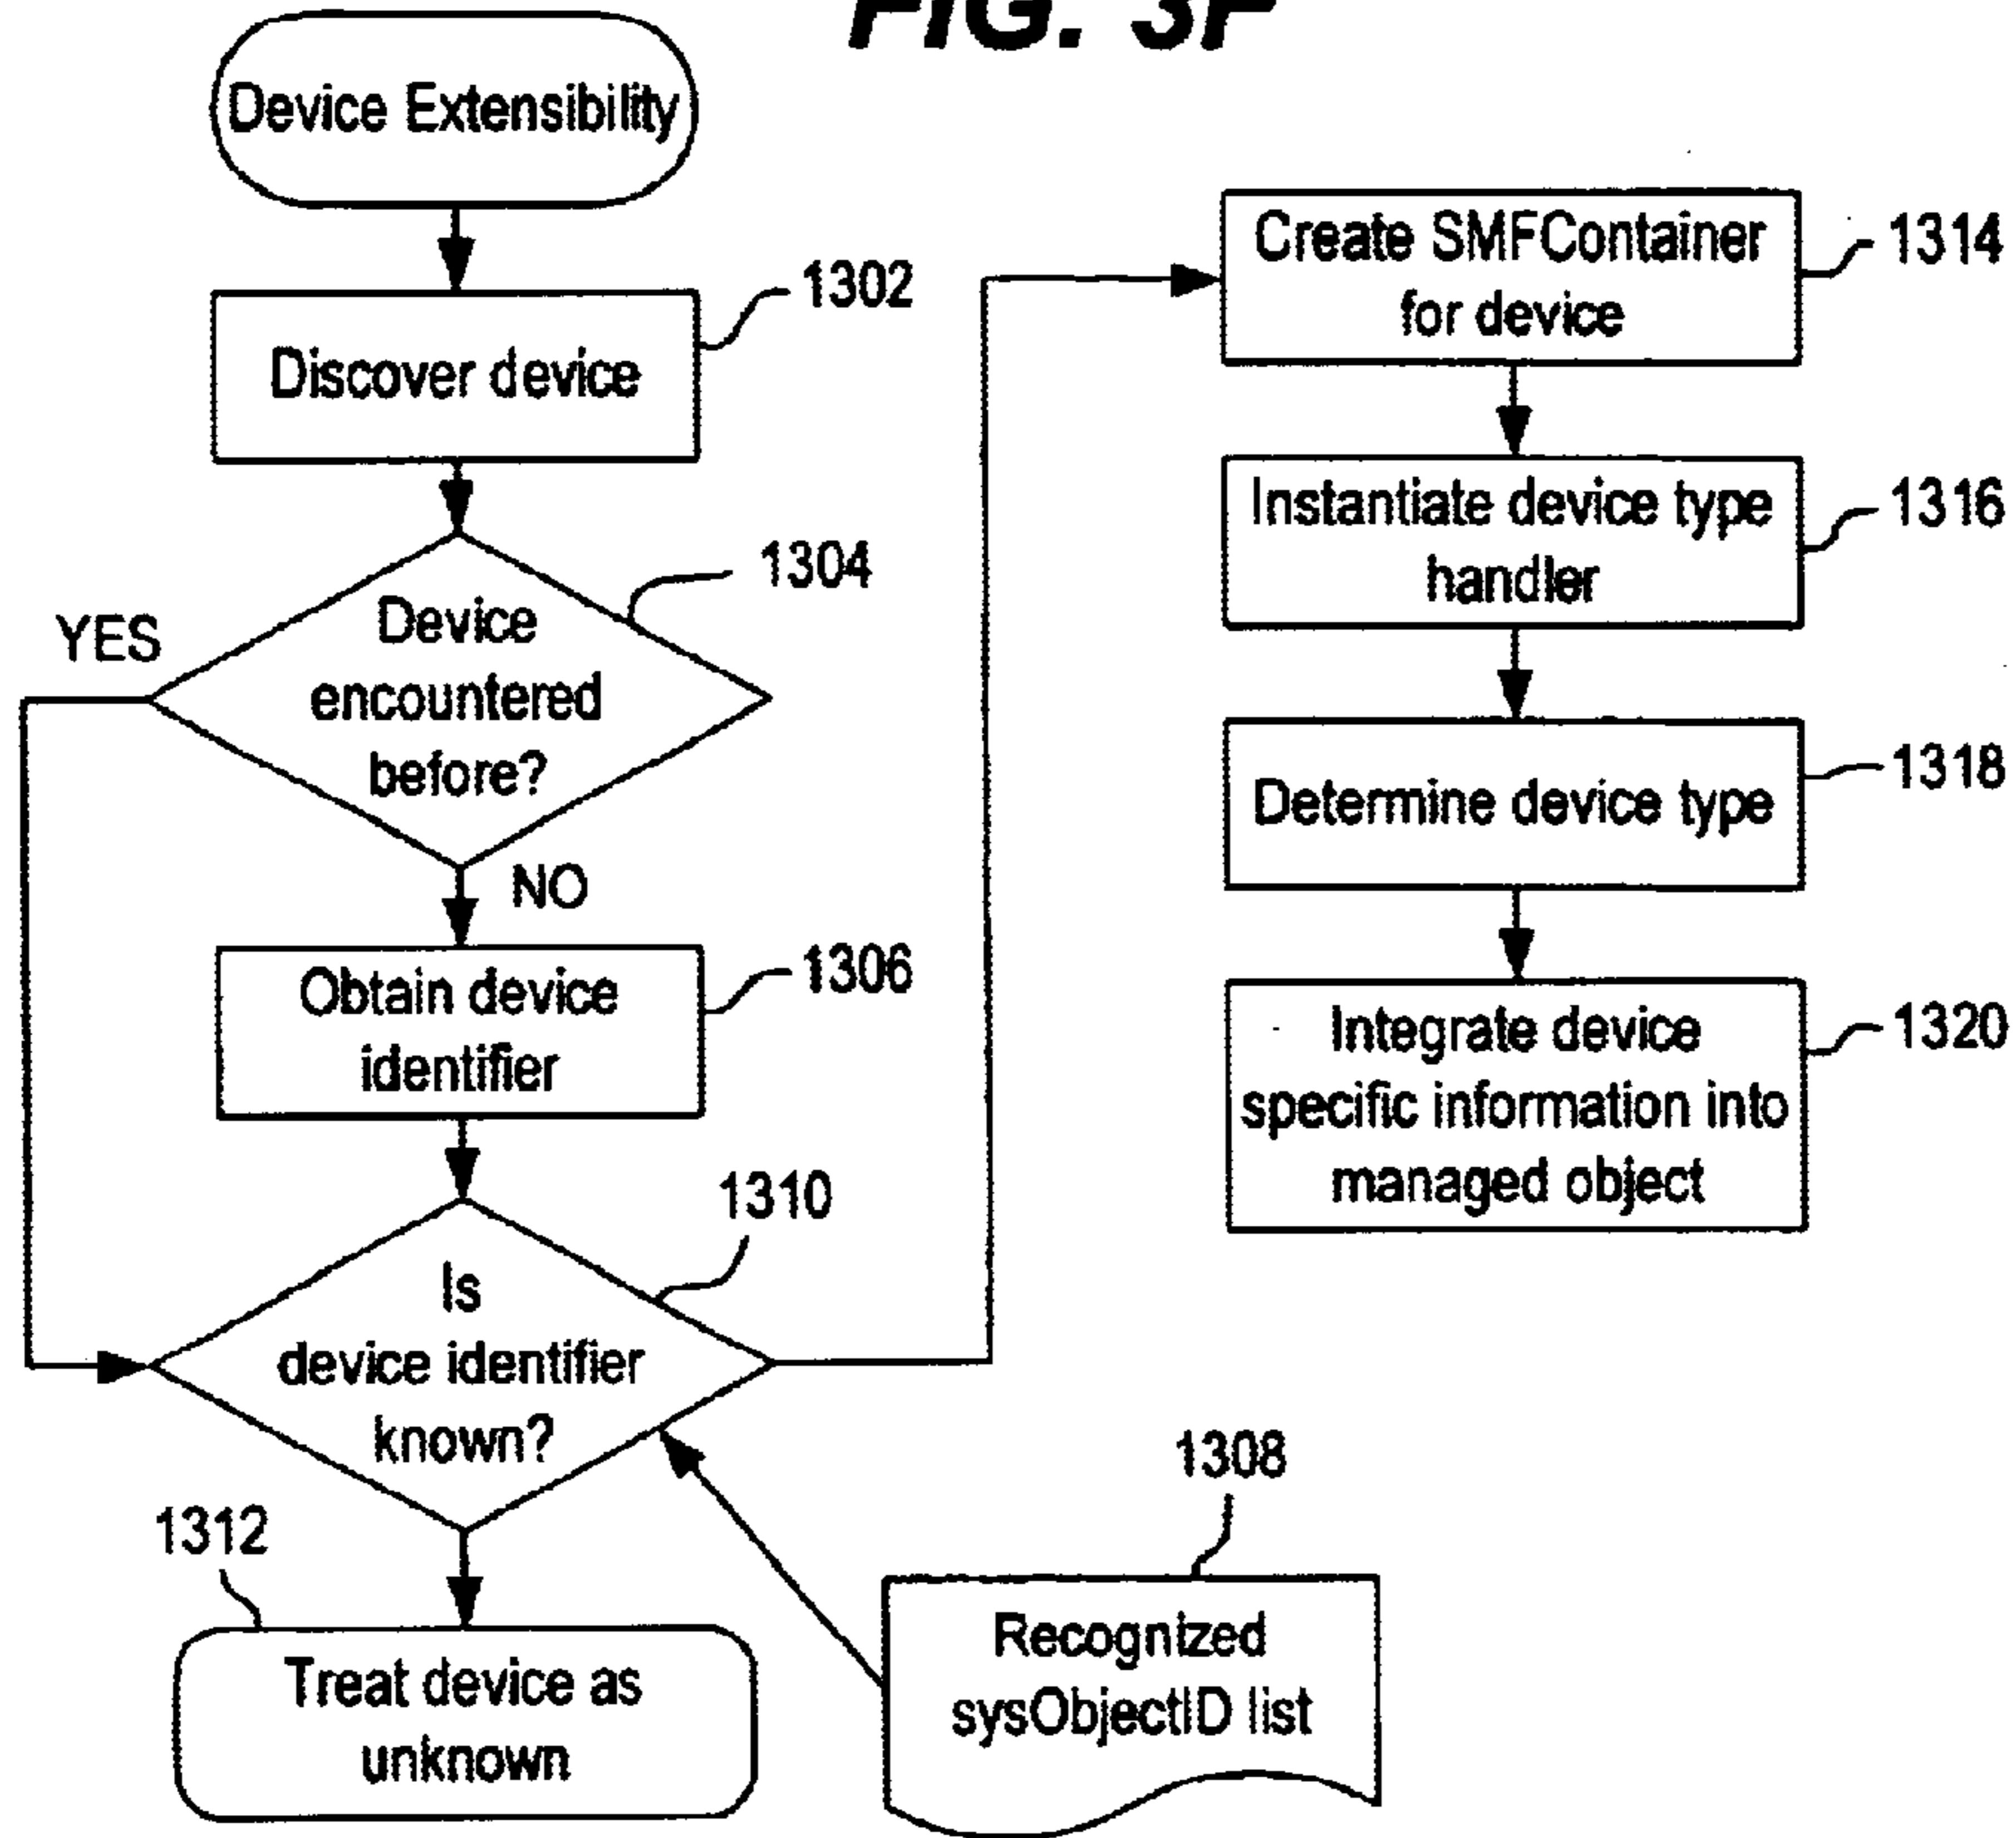 FIG. 3P
Device Extensibility
1302
Discover device
1304
YES
Device
encountered
before?
NO
1306
Obtain device
identifier
1310
Is
device identifier
known?
1312
Treat device as
unknown
1308
Recognized
sysObjectID list
Create SMFContainer
for device
1314
Instantiate device type
handler
1316
Determine device type
1318
Integrate device
specific information into
managed object
1320